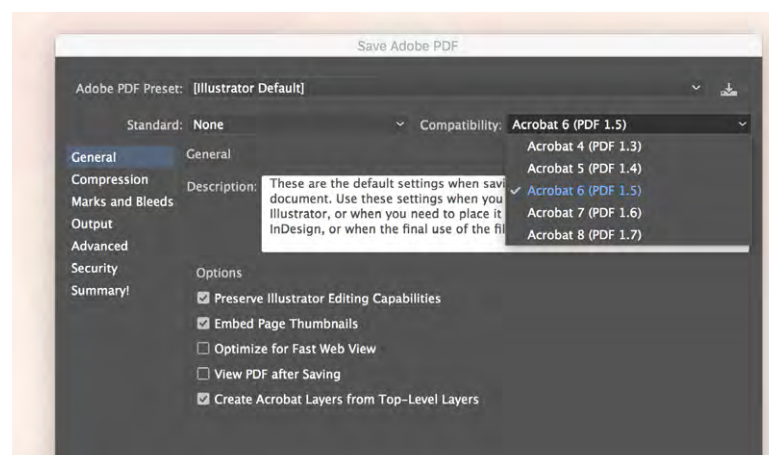 Save Adobe PDF
Adobe PDF Preset: [Illustrator Default]
Standard: None Compatibility: Acrobat 6 (PDF 1.5)
Acrobat 4 (PDF 1.3)
Acrobat 5 (PDF 1.4)
Acrobat 6 (PDF 1.5)
Acrobat 7 (PDF 1.6)
Acrobat 8 (PDF 1.7)
General
Compression
Marks and Bleeds
Output
Advanced
Security
Summary!
General
Description: These are the default settings when savi
document. Use these settings when you
Illustrator, or when you need to place it
InDesign, or when the final use of the fil
Options
Preserve Illustrator Editing Capabilities
Embed Page Thumbnails
Optimize for Fast Web View
View PDF after Saving
Create Acrobat Layers from Top-Level Layers